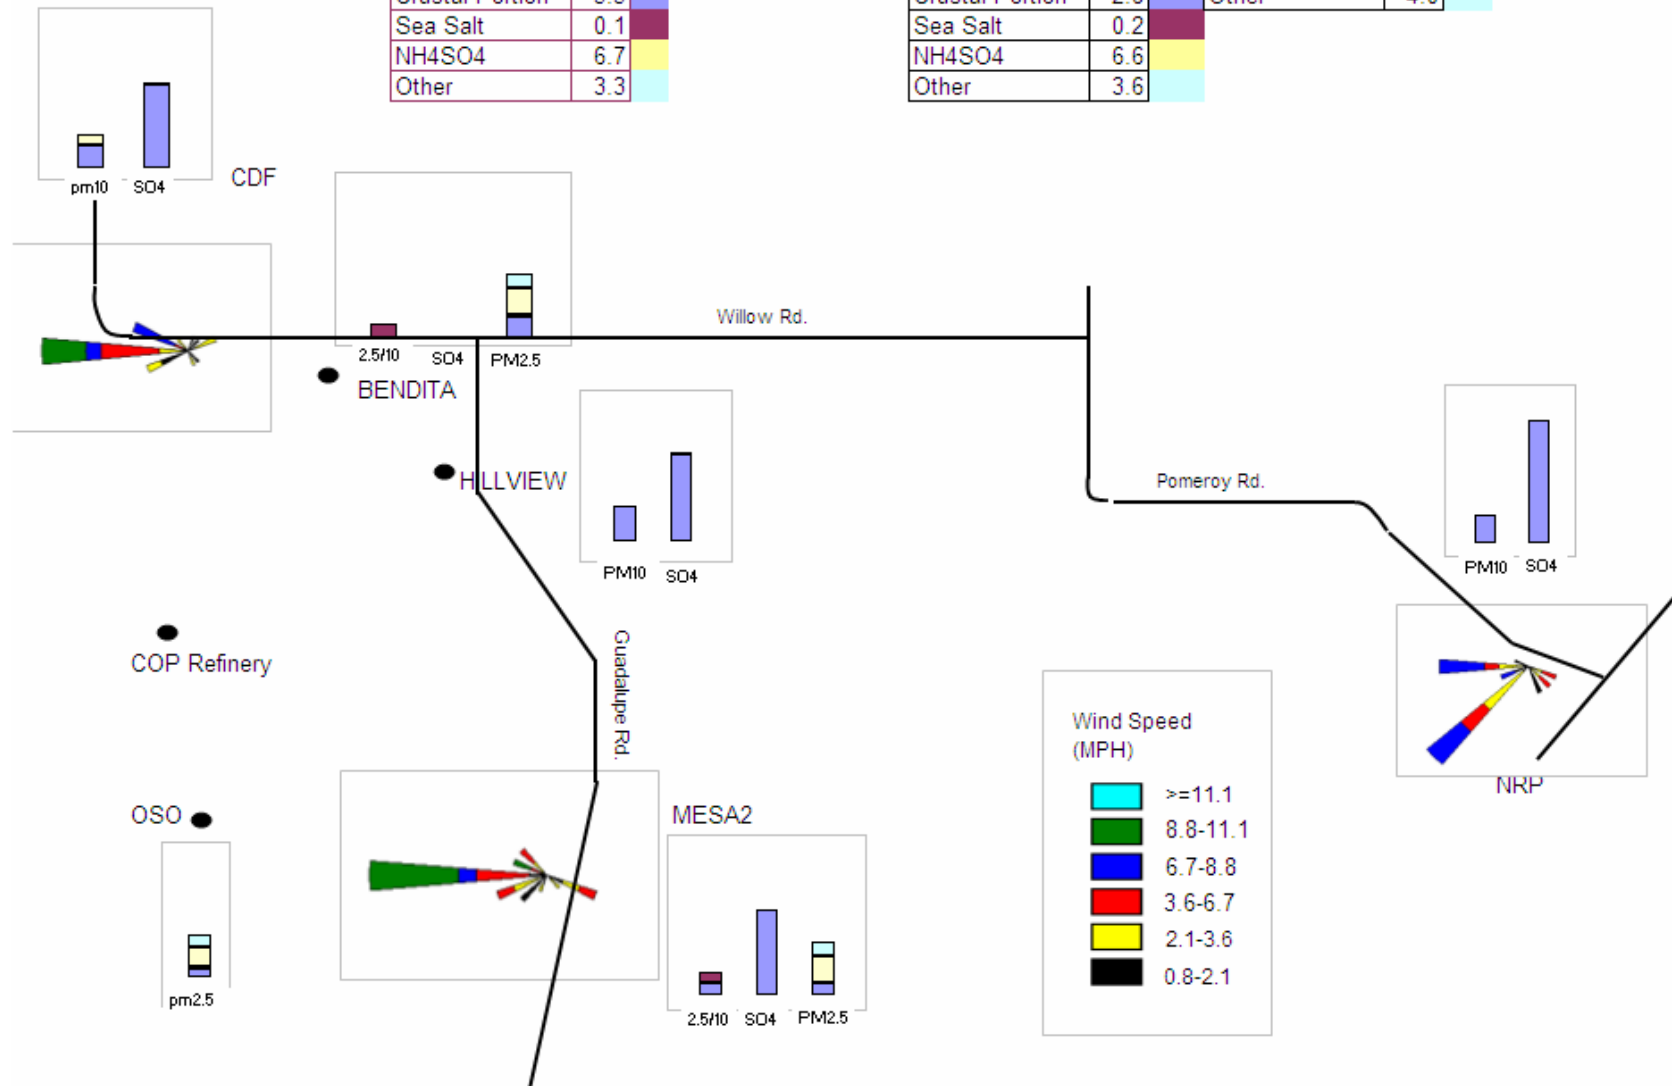 Sea Salt 0.1
NH4SO4 6.7
Other 3.3
Sea Salt 0.2
NH4SO4 6.6
Other 3.6
pm10 SO4
CDF
Willow Rd.
2.5/10 SO4 PM2.5
BENDITA
HILLVIEW
PM10 SO4
Pomeroy Rd.
PM10 SO4
COP Refinery
Guadalupe Rd.
Wind Speed
(MPH)
>=11.1
8.8-11.1
6.7-8.8
3.6-6.7
2.1-3.6
0.8-2.1
NRP
OSO
MESA2
pm2.5
2.5/10 SO4 PM2.5